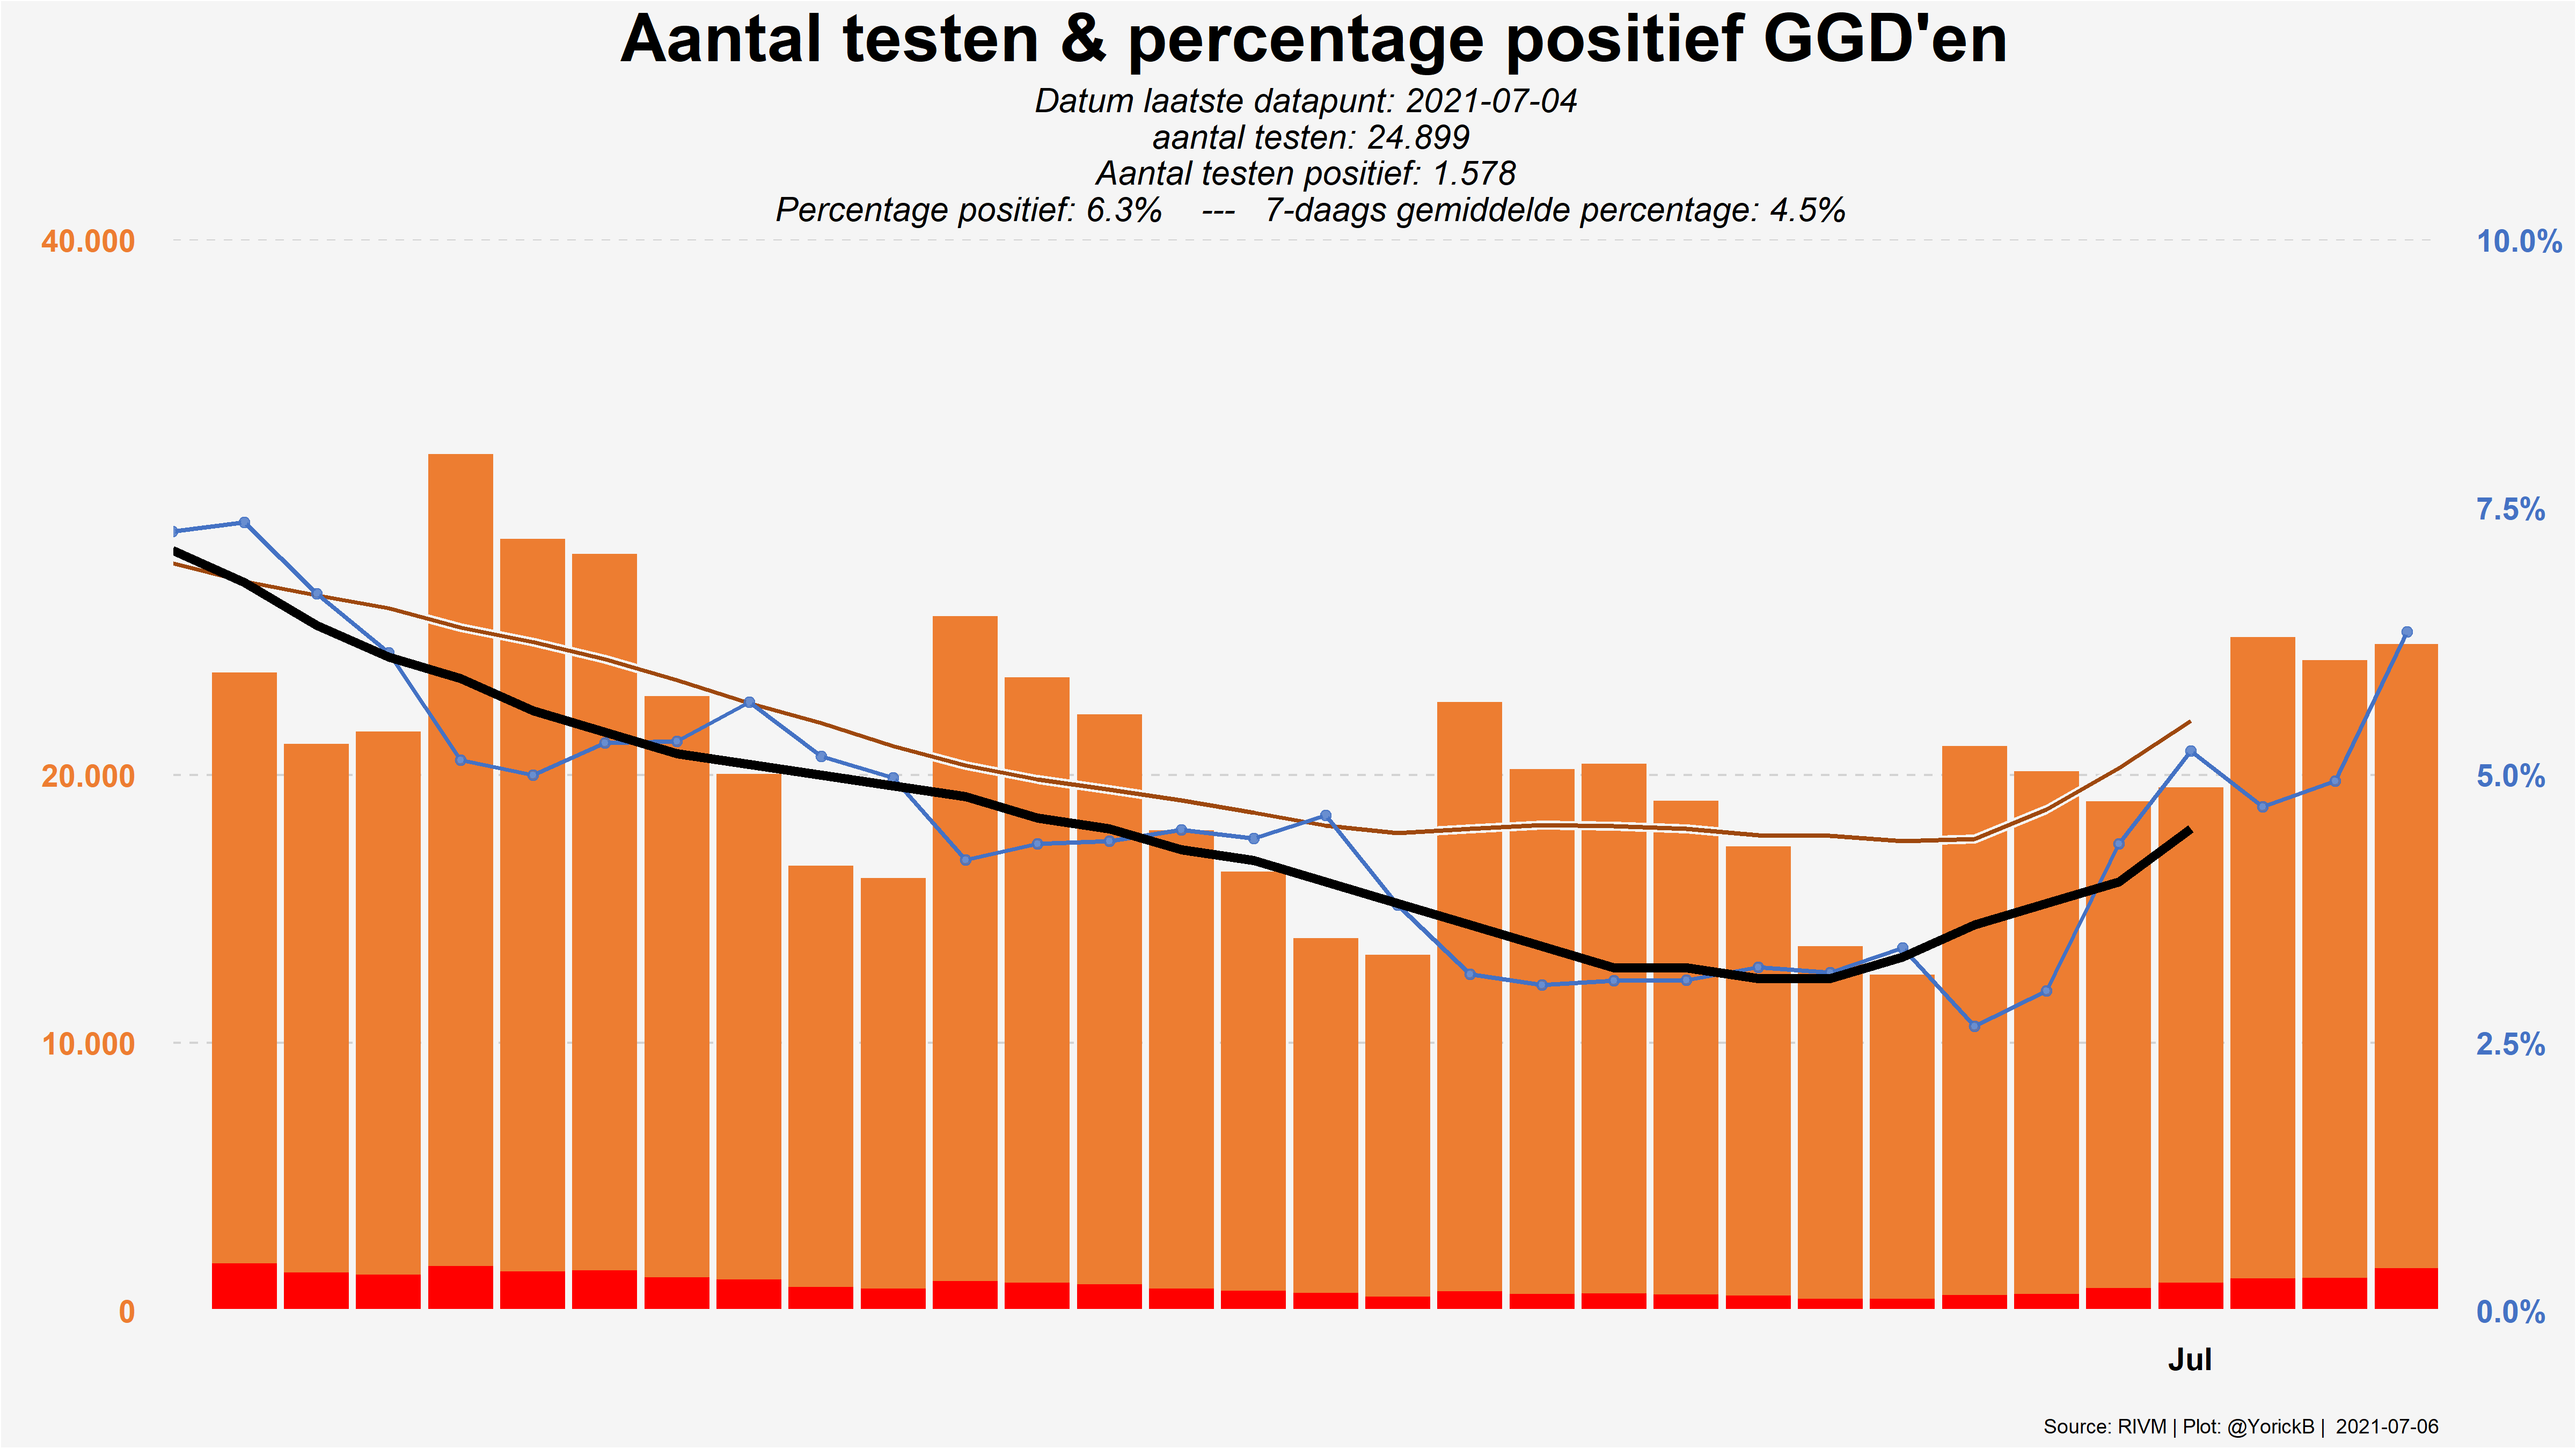 Aantal testen & percentage positief GGD'en
Datum laatste datapunt: 2021-07-04
aantal testen: 24.899
Aantal testen positief: 1.578
Percentage positief: 6.3% --- 7-daags gemiddelde percentage: 4.5%
40.000
10.0%
7.5%
20.000
5.0%
10.000
2.5%
0
0.0%
Jul
Source: RIVM | Plot: @YorickB | 2021-07-06